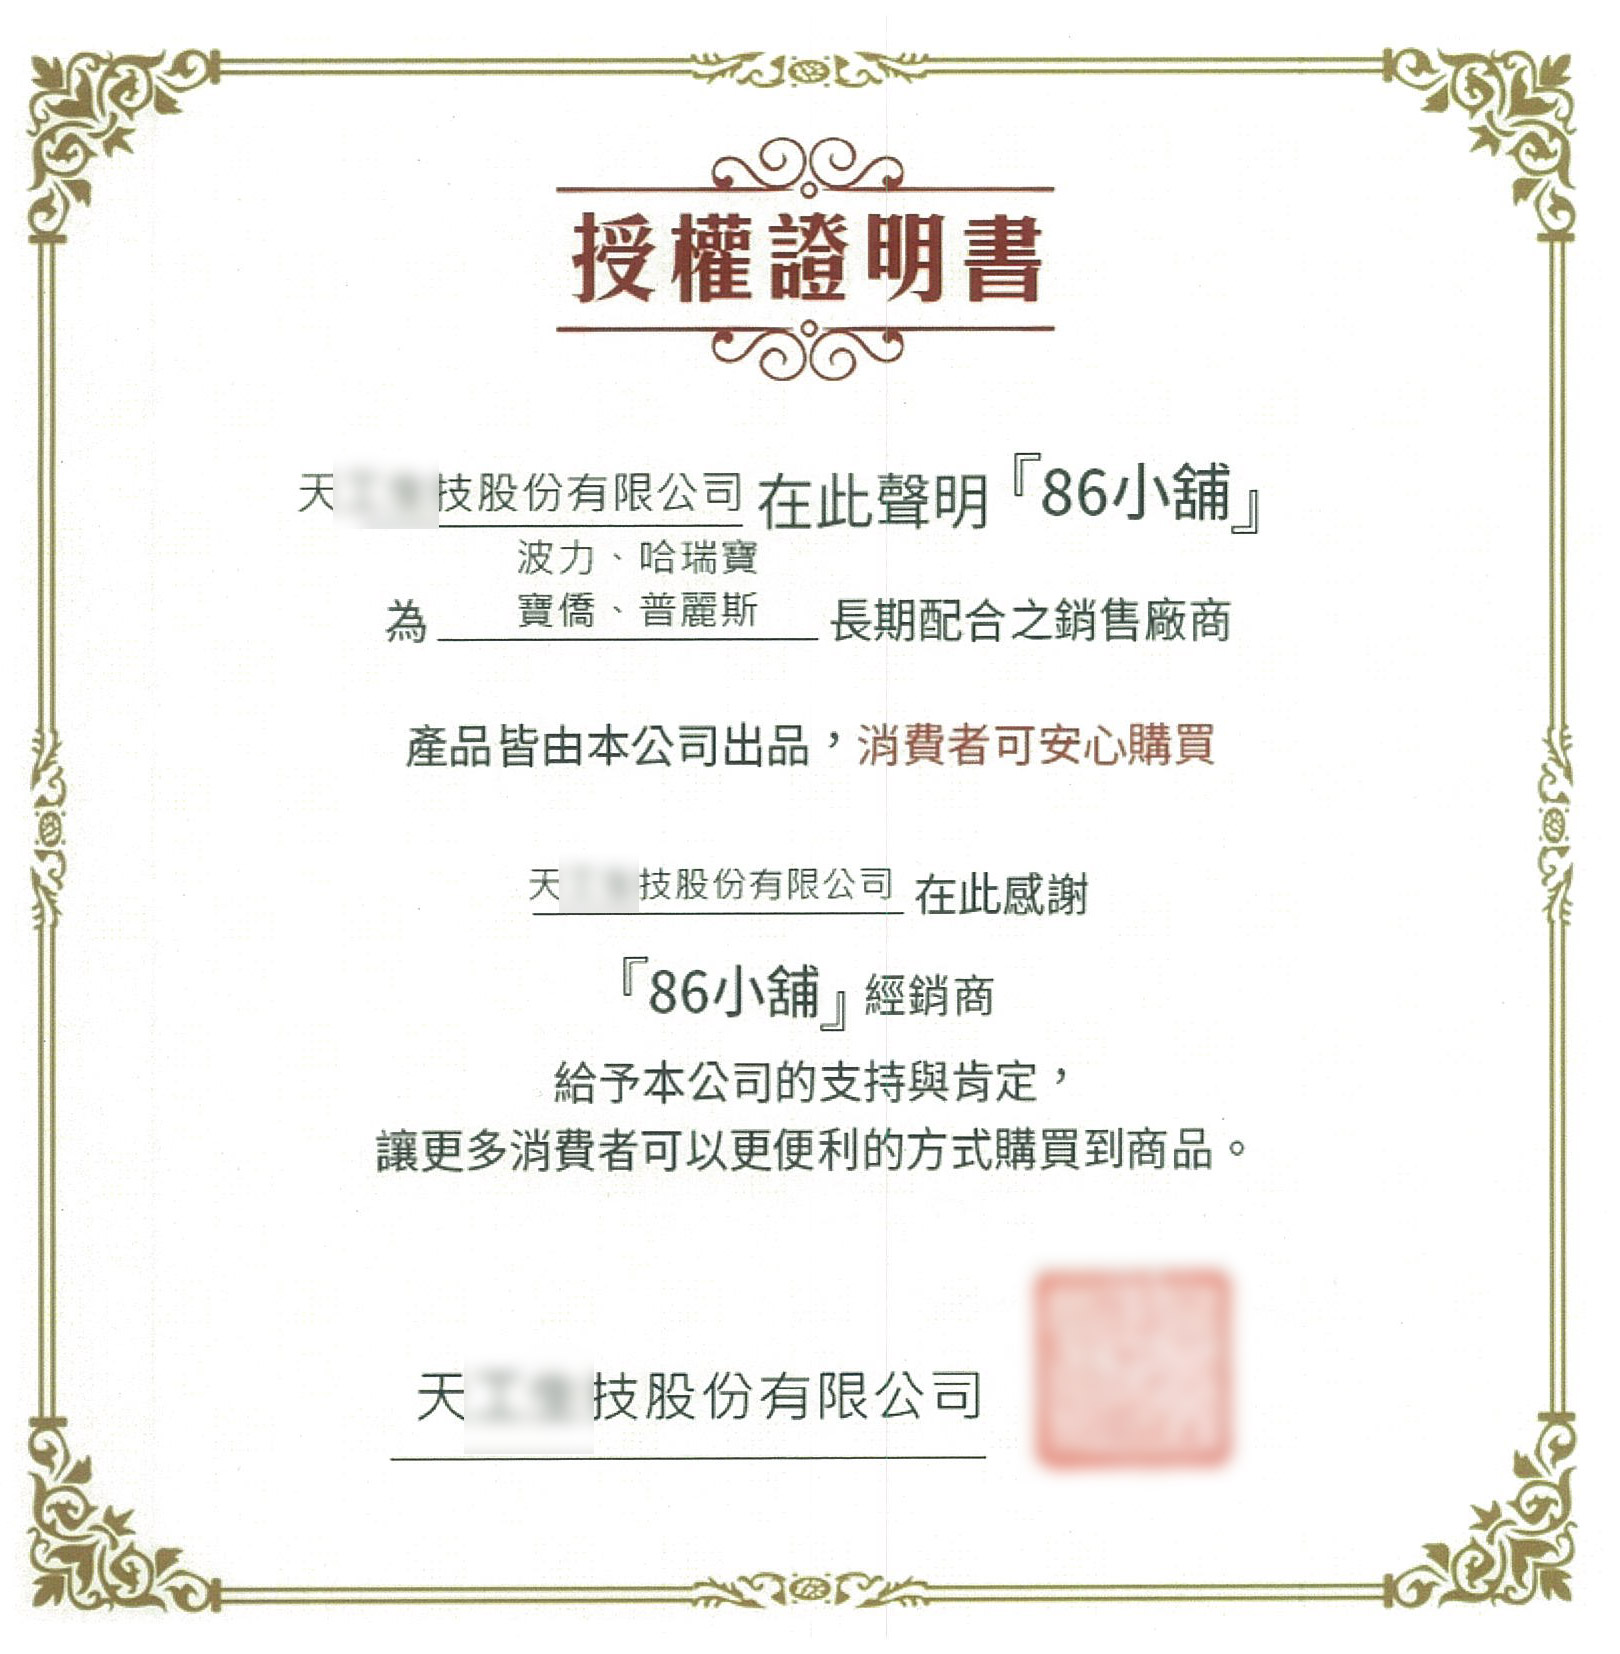 授權證明書
天 技股份有限公司 在此聲明『86小舖』
波力、哈瑞寶
為 寶僑、普麗斯 長期配合之銷售廠商
產品皆由本公司出品，消費者可安心購買
天 技股份有限公司 在此感謝
『86小舖』經銷商
給予本公司的支持與肯定，
讓更多消費者可以更便利的方式購買到商品。
天 技股份有限公司